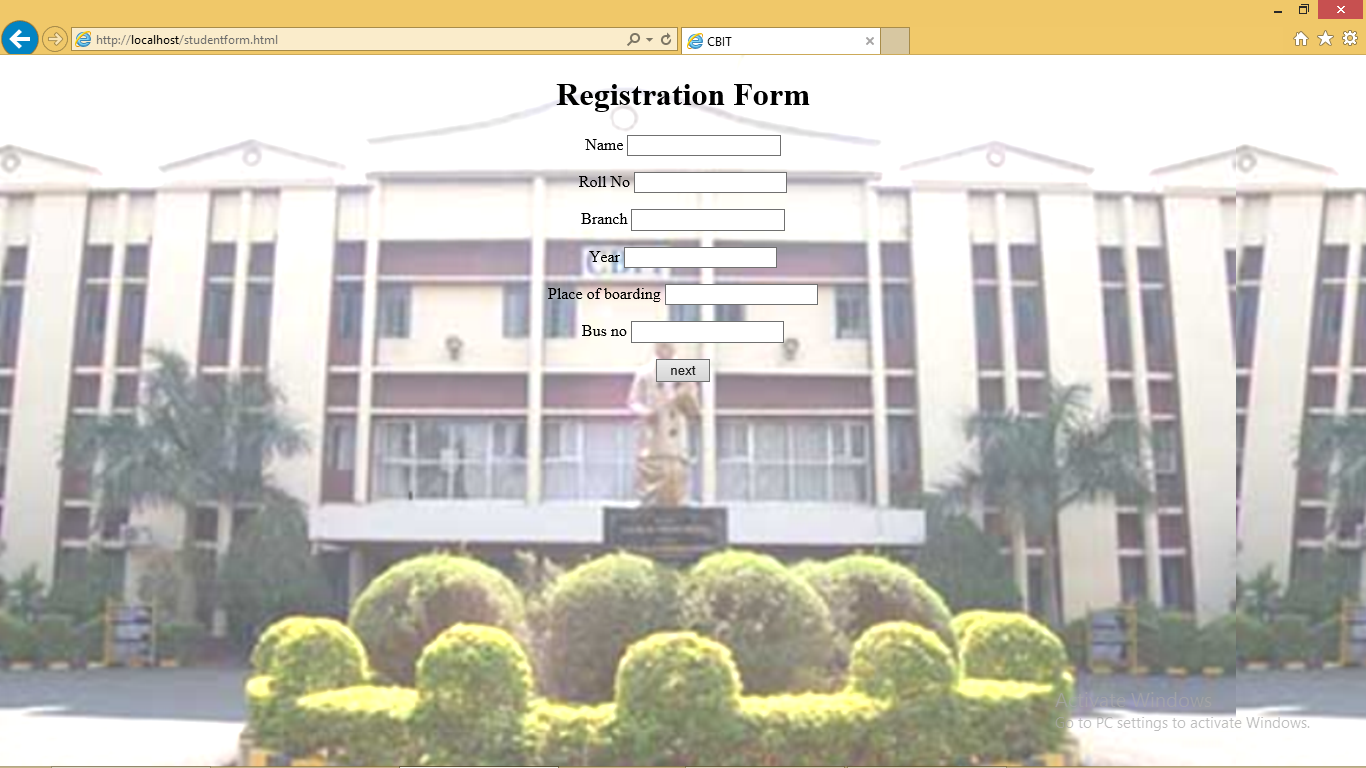 http://localhost/studentform.html
CBIT
Registration Form
Name
Roll No
Branch
Year
CBIT
Place of boarding
Bus no
next
Activate Windows
Go to PC settings to activate Windows.